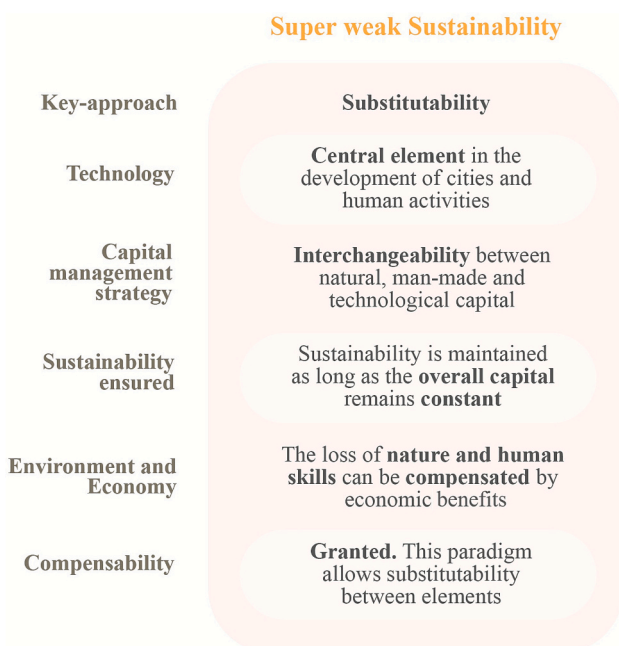 Super weak Sustainability
Key-approach
Substitutability
Technology
Central element in the
development of cities and
human activities
Capital
management
strategy
Interchangeability between
natural, man-made and
technological capital
Sustainability
ensured
Sustainability is maintained
as long as the overall capital
remains constant
Environment and
Economy
The loss of nature and human
skills can be compensated by
economic benefits
Compensability
Granted. This paradigm
allows substitutability
between elements